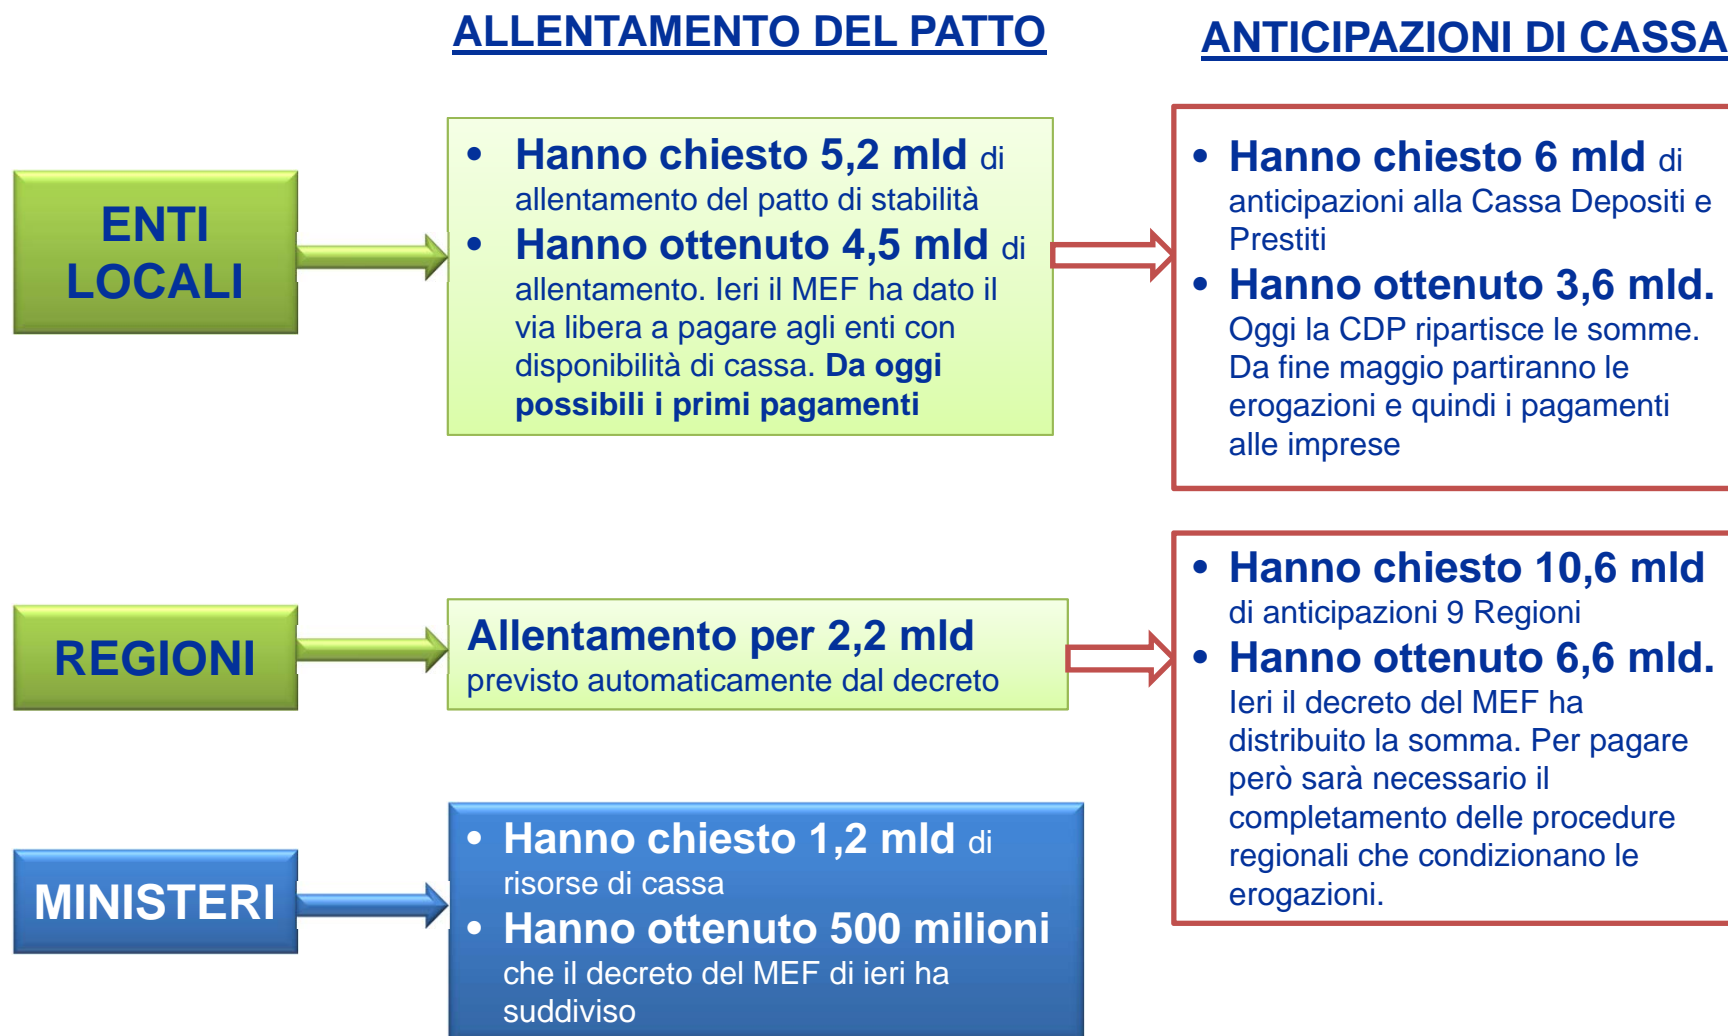 ALLENTAMENTO DEL PATTO
ANTICIPAZIONI DI CASSA
ENTI
LOCALI
• Hanno chiesto 5,2 mld di
allentamento del patto di stabilità
• Hanno ottenuto 4,5 mld di
allentamento. Ieri il MEF ha dato il
via libera a pagare agli enti con
disponibilità di cassa. Da oggi
possibili i primi pagamenti
• Hanno chiesto 6 mld di
anticipazioni alla Cassa Depositi e
Prestiti
• Hanno ottenuto 3,6 mld.
Oggi la CDP ripartisce le somme.
Da fine maggio partiranno le
erogazioni e quindi i pagamenti
alle imprese
REGIONI
Allentamento per 2,2 mld
previsto automaticamente dal decreto
• Hanno chiesto 10,6 mld
di anticipazioni 9 Regioni
• Hanno ottenuto 6,6 mld.
Ieri il decreto del MEF ha
distribuito la somma. Per pagare
però sarà necessario il
completamento delle procedure
regionali che condizionano le
erogazioni.
MINISTERI
• Hanno chiesto 1,2 mld di
risorse di cassa
• Hanno ottenuto 500 milioni
che il decreto del MEF di ieri ha
suddiviso